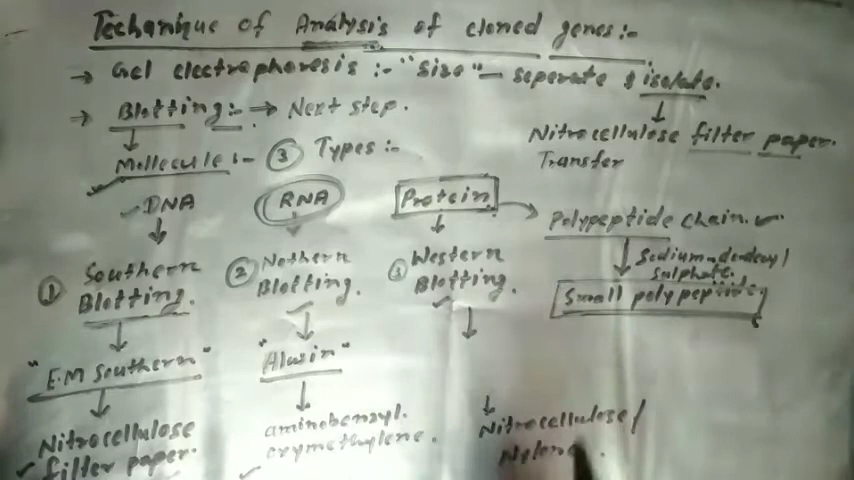 Techanique of Analysis of cloned genes:-
→ Gel electrophoresis :- "Size" — seperate & isolate.
→ Blotting :- → Next step.
Nitrocellulose filter paper.
Transfer
Mollecule :- ③ Types :-
DNA RNA Protein → Polypeptide chain.
Sodium dodecyl
Sulphate.
Small polypeptide
① Southern Blotting.
② Nothern Blotting.
③ Western Blotting.
"E.M Southern" "Alwin"
Nitrocellulose filter paper.
aminobenzyl. oxymethylene.
Nitrocellulose/
Nylon